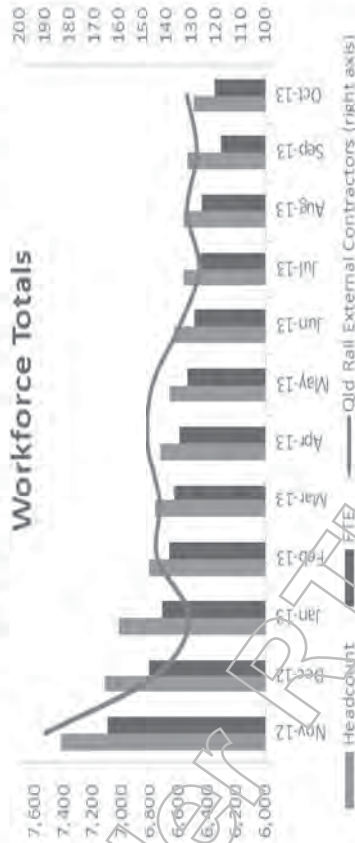 Workforce Totals
7,600
7,400
7,200
7,000
6,800
6,600
6,400
6,200
6,000
200
190
180
170
160
150
140
130
120
110
100
Nov-12
Dec-12
Jan-13
Feb-13
Mar-13
Apr-13
May-13
Jun-13
Jul-13
Aug-13
Sep-13
Oct-13
Headcount FTE Qld Rail External Contractors (right axis)
RTI